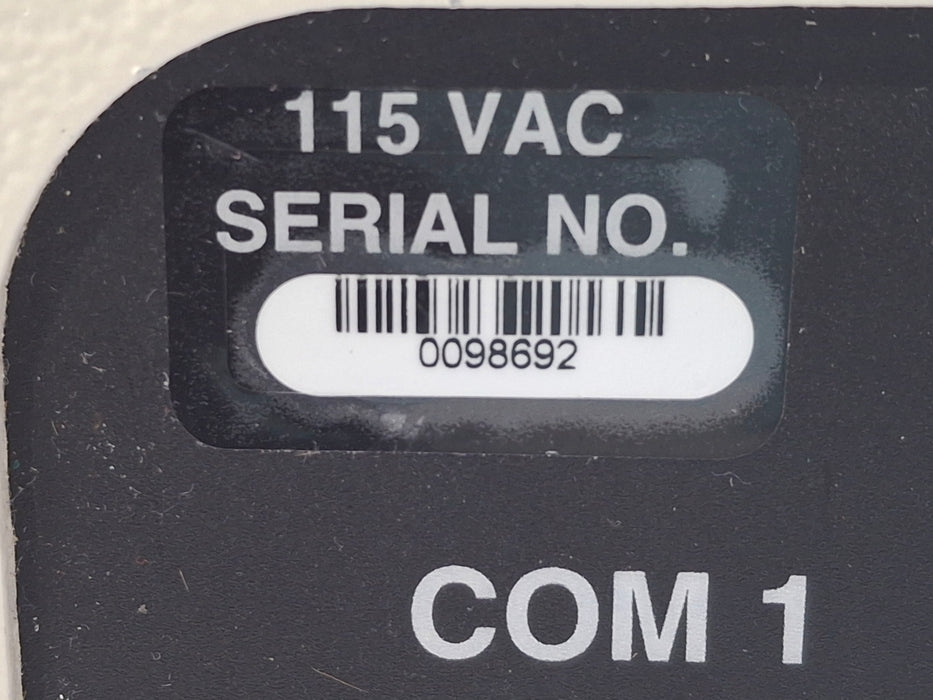 115 VAC
SERIAL NO.
0098692
COM 1